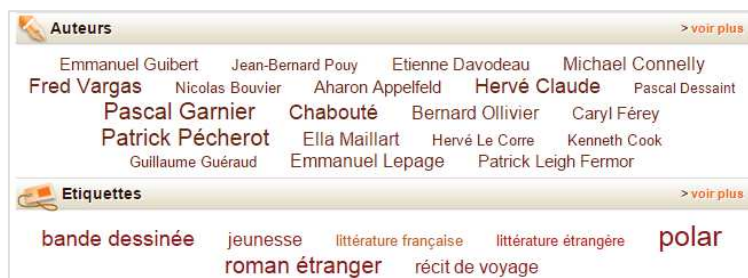 Auteurs > voir plus
Emmanuel Guibert Jean-Bernard Pouy Etienne Davodeau Michael Connelly
Fred Vargas Nicolas Bouvier Aharon Appelfeld Hervé Claude Pascal Dessaint
Pascal Garnier Chabouté Bernard Ollivier Caryl Férey
Patrick Pécherot Ella Maillart Hervé Le Corre Kenneth Cook
Guillaume Guéraud Emmanuel Lepage Patrick Leigh Fermor
Etiquettes > voir plus
bande dessinée jeunesse littérature française littérature étrangère polar
roman étranger récit de voyage